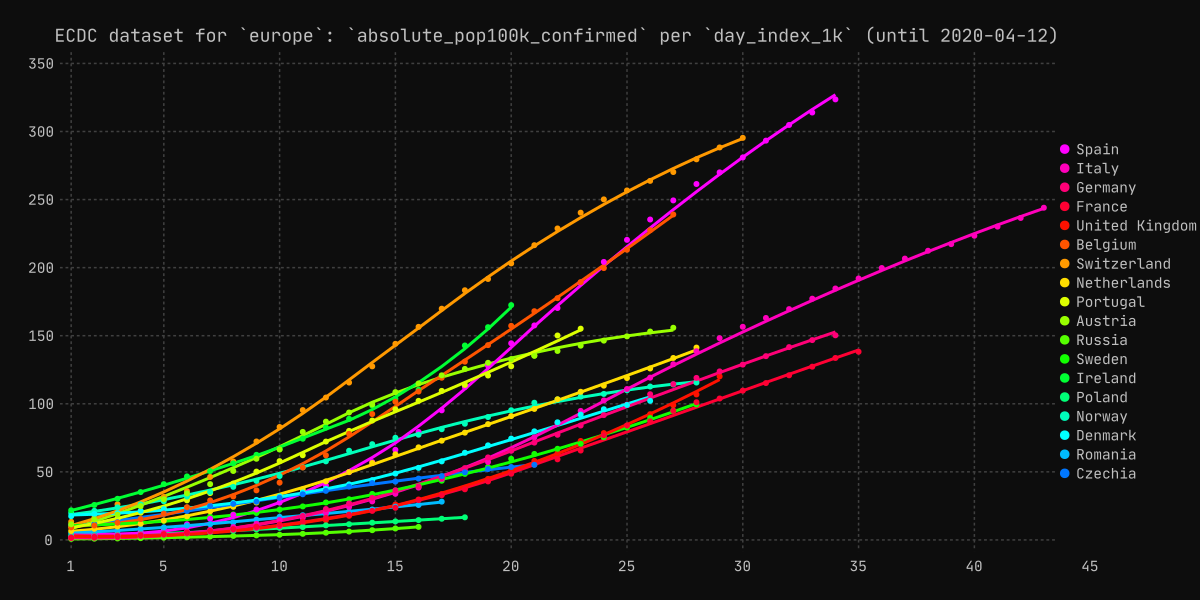 ECDC dataset for `europe`: `absolute_pop100k_confirmed` per `day_index_1k` (until 2020-04-12)
350
300
250
200
150
100
50
0
1 5 10 15 20 25 30 35 40 45
Spain
Italy
Germany
France
United Kingdom
Belgium
Switzerland
Netherlands
Portugal
Austria
Russia
Sweden
Ireland
Poland
Norway
Denmark
Romania
Czechia